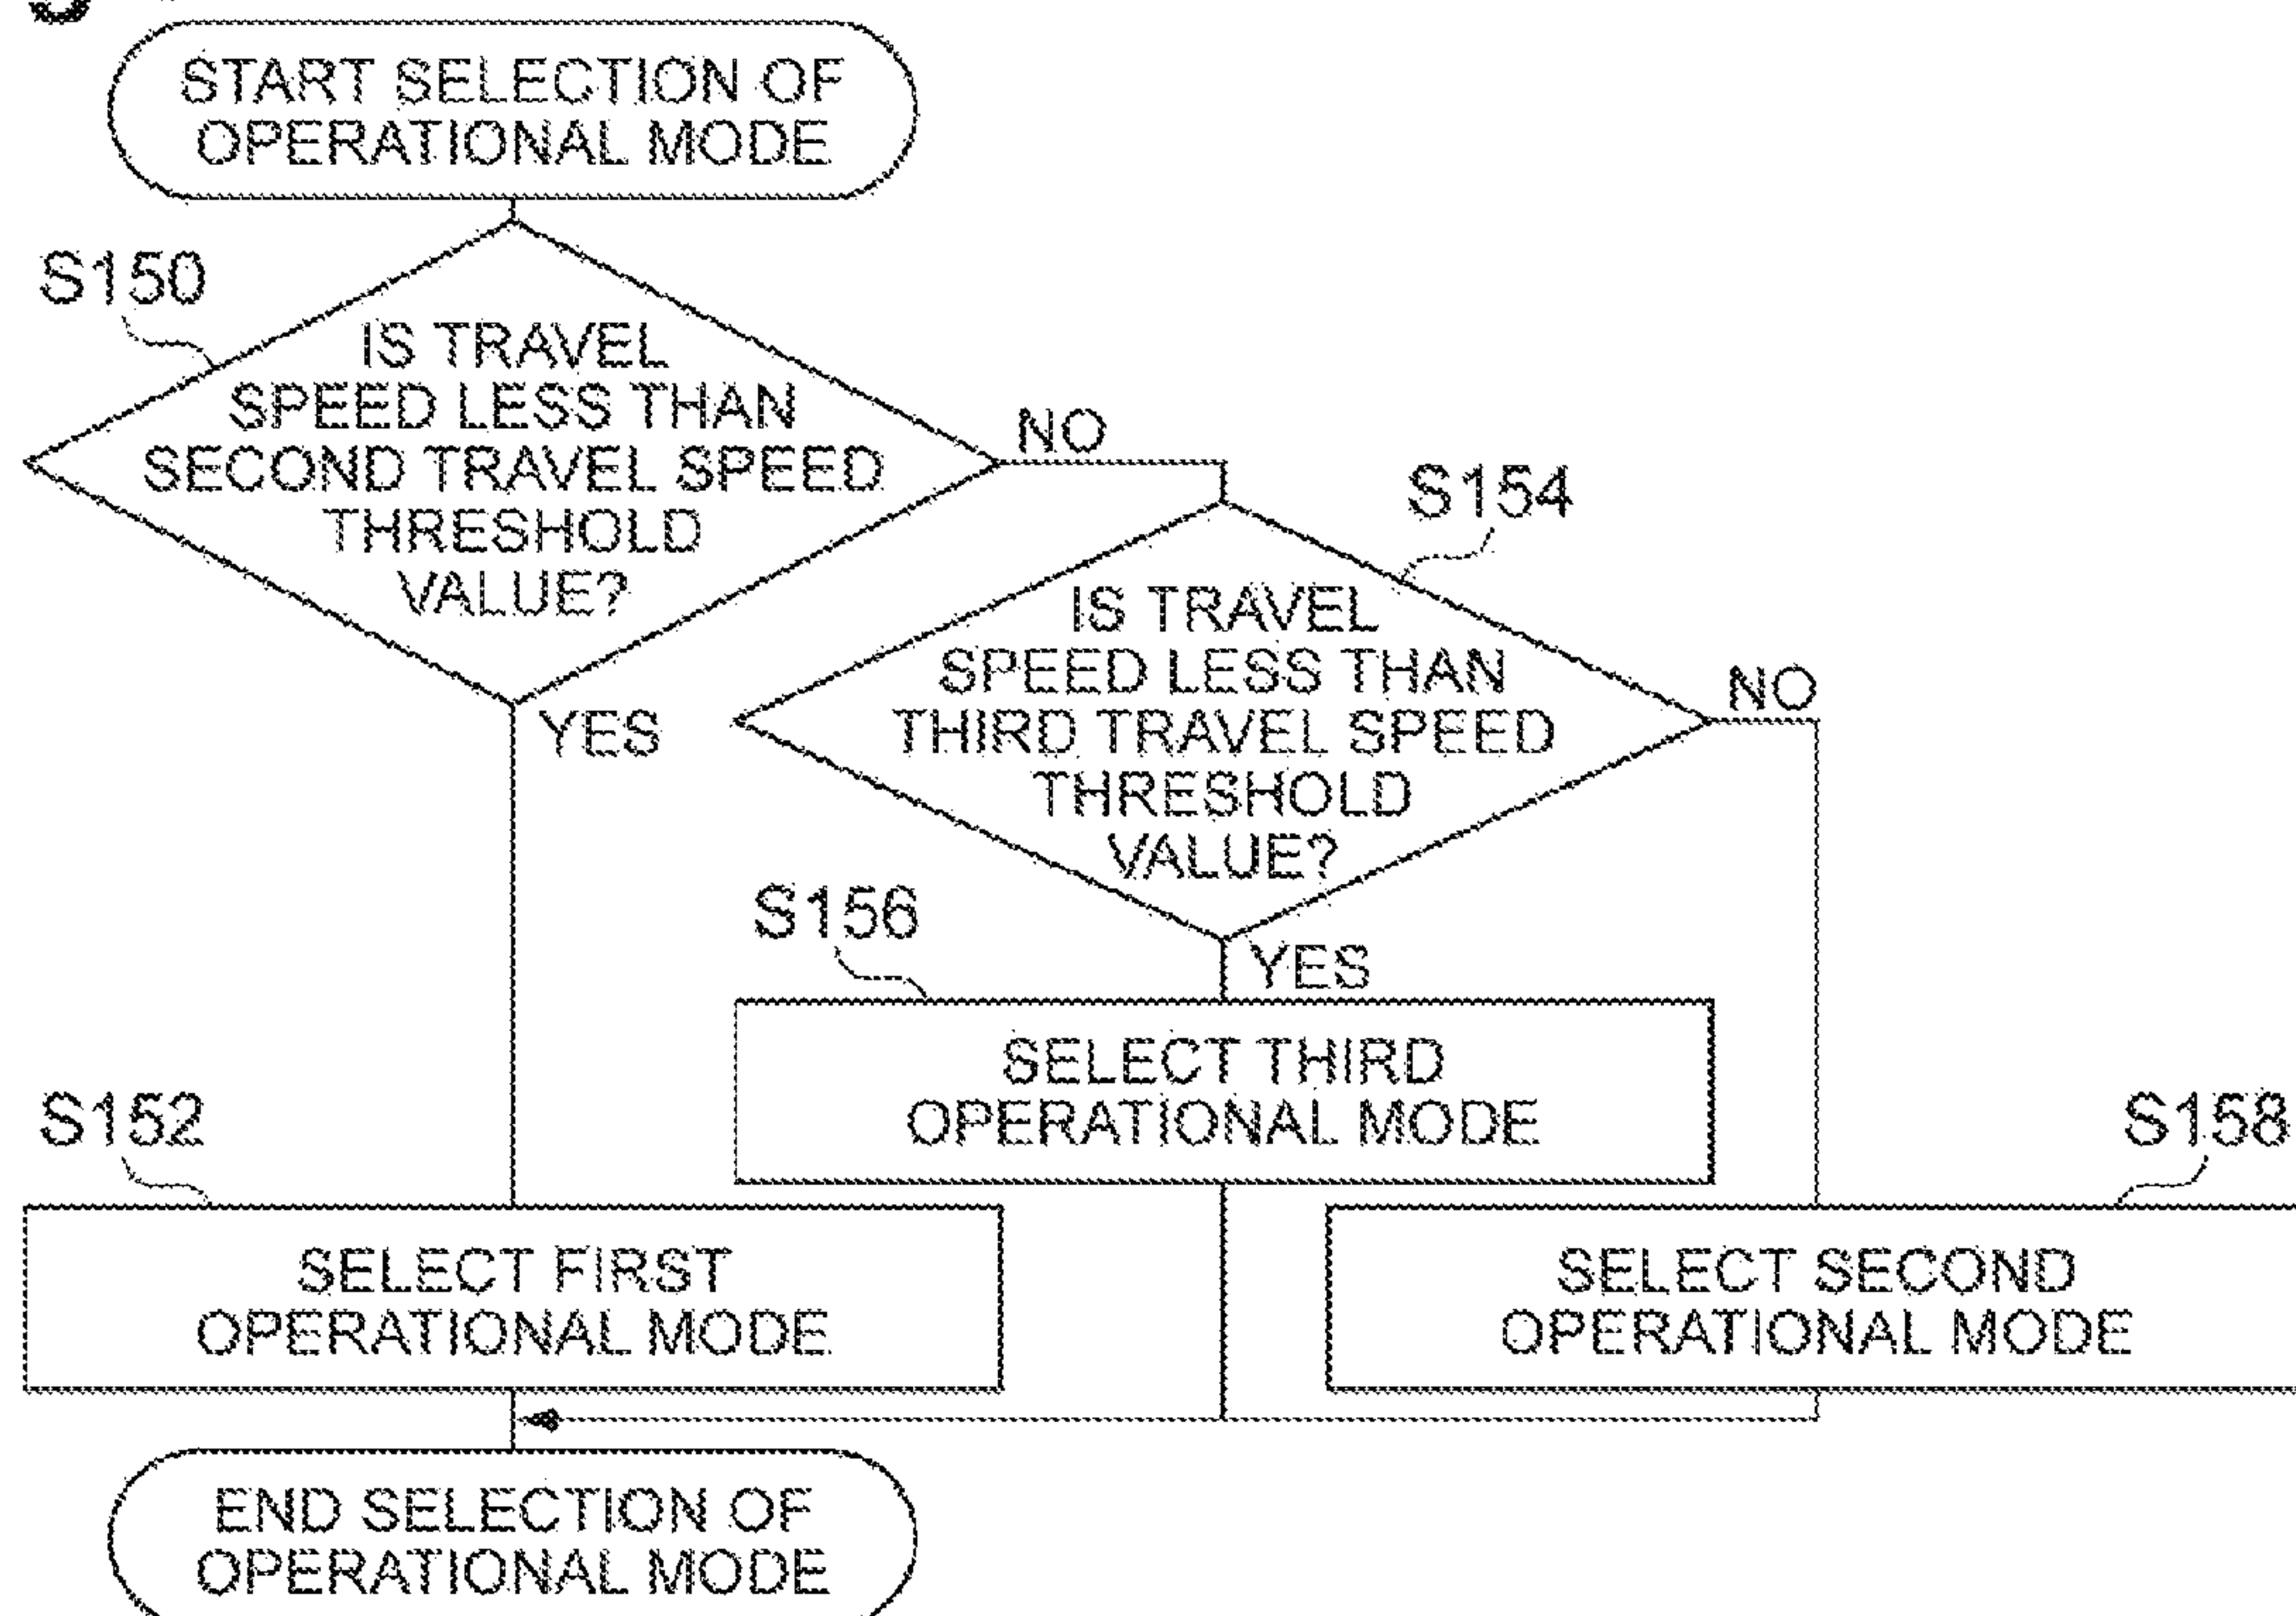 START SELECTION OF
OPERATIONAL MODE
S150
IS TRAVEL
SPEED LESS THAN
SECOND TRAVEL SPEED
THRESHOLD
VALUE?
NO
YES
S154
IS TRAVEL
SPEED LESS THAN
THIRD TRAVEL SPEED
THRESHOLD
VALUE?
NO
YES
S156
SELECT THIRD
OPERATIONAL MODE
S152
SELECT FIRST
OPERATIONAL MODE
S158
SELECT SECOND
OPERATIONAL MODE
END SELECTION OF
OPERATIONAL MODE